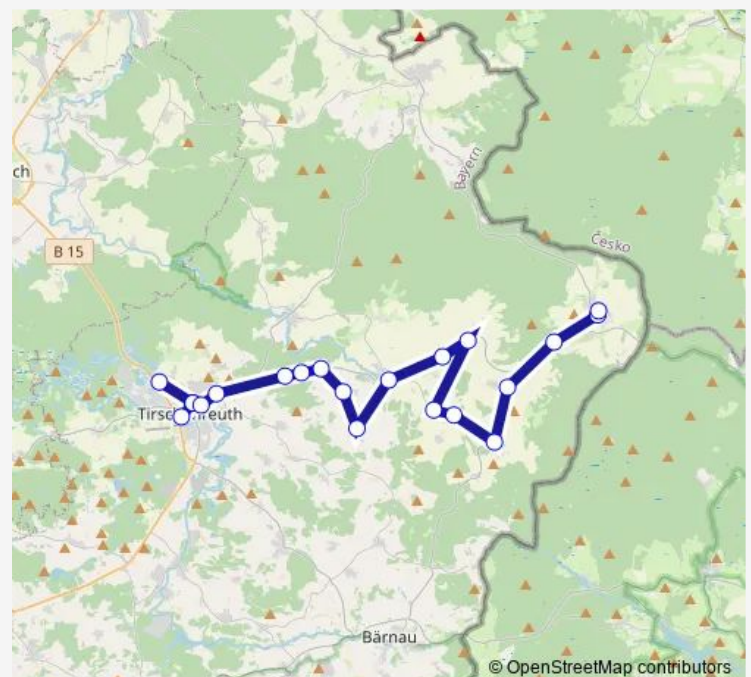 ch
B 15
Bayern
Česko
Tirschenreuth
Bärnau
© OpenStreetMap contributors